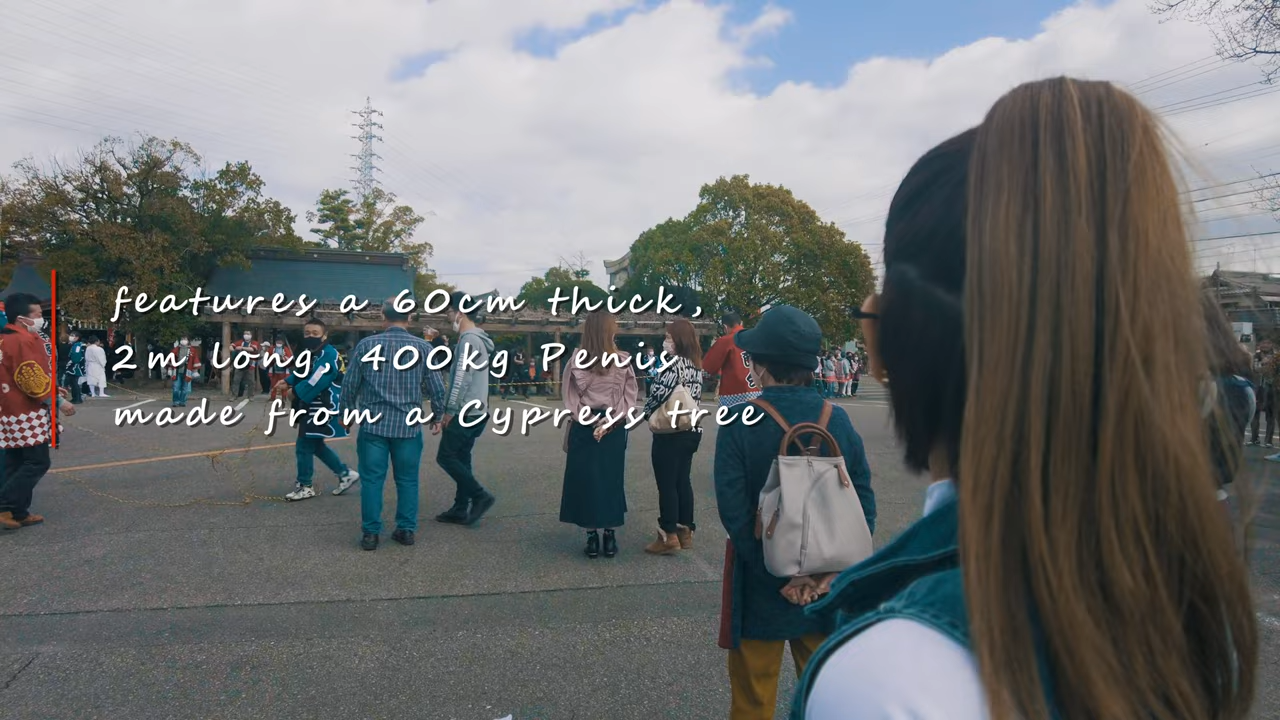 features a 60cm thick,
2m long, 400kg Penis
made from a Cypress tree